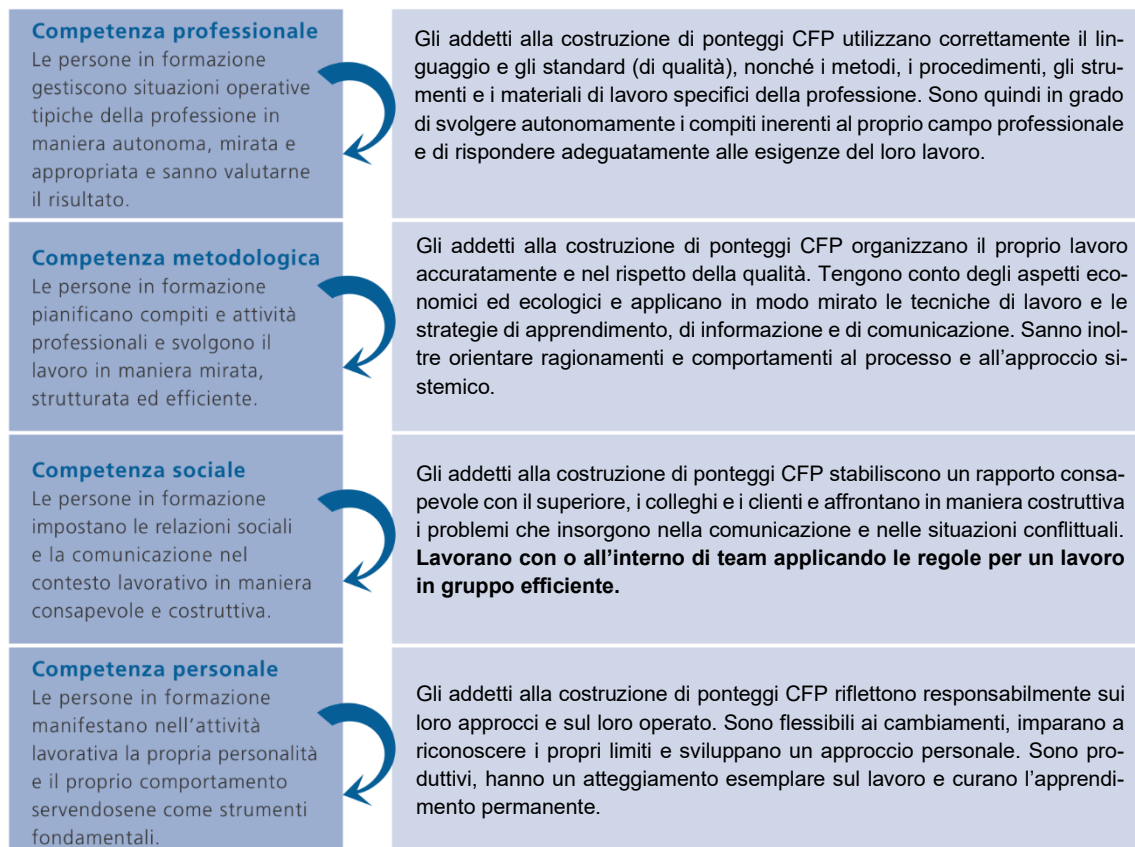 Competenza professionale
Le persone in formazione
gestiscono situazioni operative
tipiche della professione in
maniera autonoma, mirata e
appropriata e sanno valutarne
il risultato.
Gli addetti alla costruzione di ponteggi CFP utilizzano correttamente il lin-
guaggio e gli standard (di qualità), nonché i metodi, i procedimenti, gli stru-
menti e i materiali di lavoro specifici della professione. Sono quindi in grado
di svolgere autonomamente i compiti inerenti al proprio campo professionale
e di rispondere adeguatamente alle esigenze del loro lavoro.
Competenza metodologica
Le persone in formazione
pianificano compiti e attività
professionali e svolgono il
lavoro in maniera mirata,
strutturata ed efficiente.
Gli addetti alla costruzione di ponteggi CFP organizzano il proprio lavoro
accuratamente e nel rispetto della qualità. Tengono conto degli aspetti eco-
nomici ed ecologici e applicano in modo mirato le tecniche di lavoro e le
strategie di apprendimento, di informazione e di comunicazione. Sanno inol-
tre orientare ragionamenti e comportamenti al processo e all’approccio si-
stemico.
Competenza sociale
Le persone in formazione
impostano le relazioni sociali
e la comunicazione nel
contesto lavorativo in maniera
consapevole e costruttiva.
Gli addetti alla costruzione di ponteggi CFP stabiliscono un rapporto consa-
pevole con il superiore, i colleghi e i clienti e affrontano in maniera costruttiva
i problemi che insorgono nella comunicazione e nelle situazioni conflittuali.
Lavorano con o all’interno di team applicando le regole per un lavoro
in gruppo efficiente.
Competenza personale
Le persone in formazione
manifestano nell’attività
lavorativa la propria personalità
e il proprio comportamento
servendosene come strumenti
fondamentali.
Gli addetti alla costruzione di ponteggi CFP riflettono responsabilmente sui
loro approcci e sul loro operato. Sono flessibili ai cambiamenti, imparano a
riconoscere i propri limiti e sviluppano un approccio personale. Sono pro-
duttivi, hanno un atteggiamento esemplare sul lavoro e curano l’apprendi-
mento permanente.